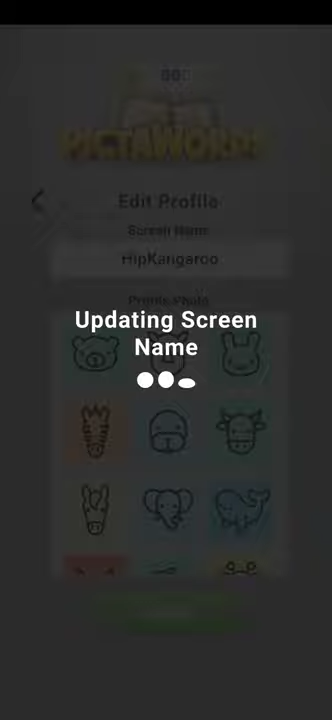 PICTAWORDS
Edit Profile
Screen Name
HipKangaroo
Profile Photo
Updating Screen
Name